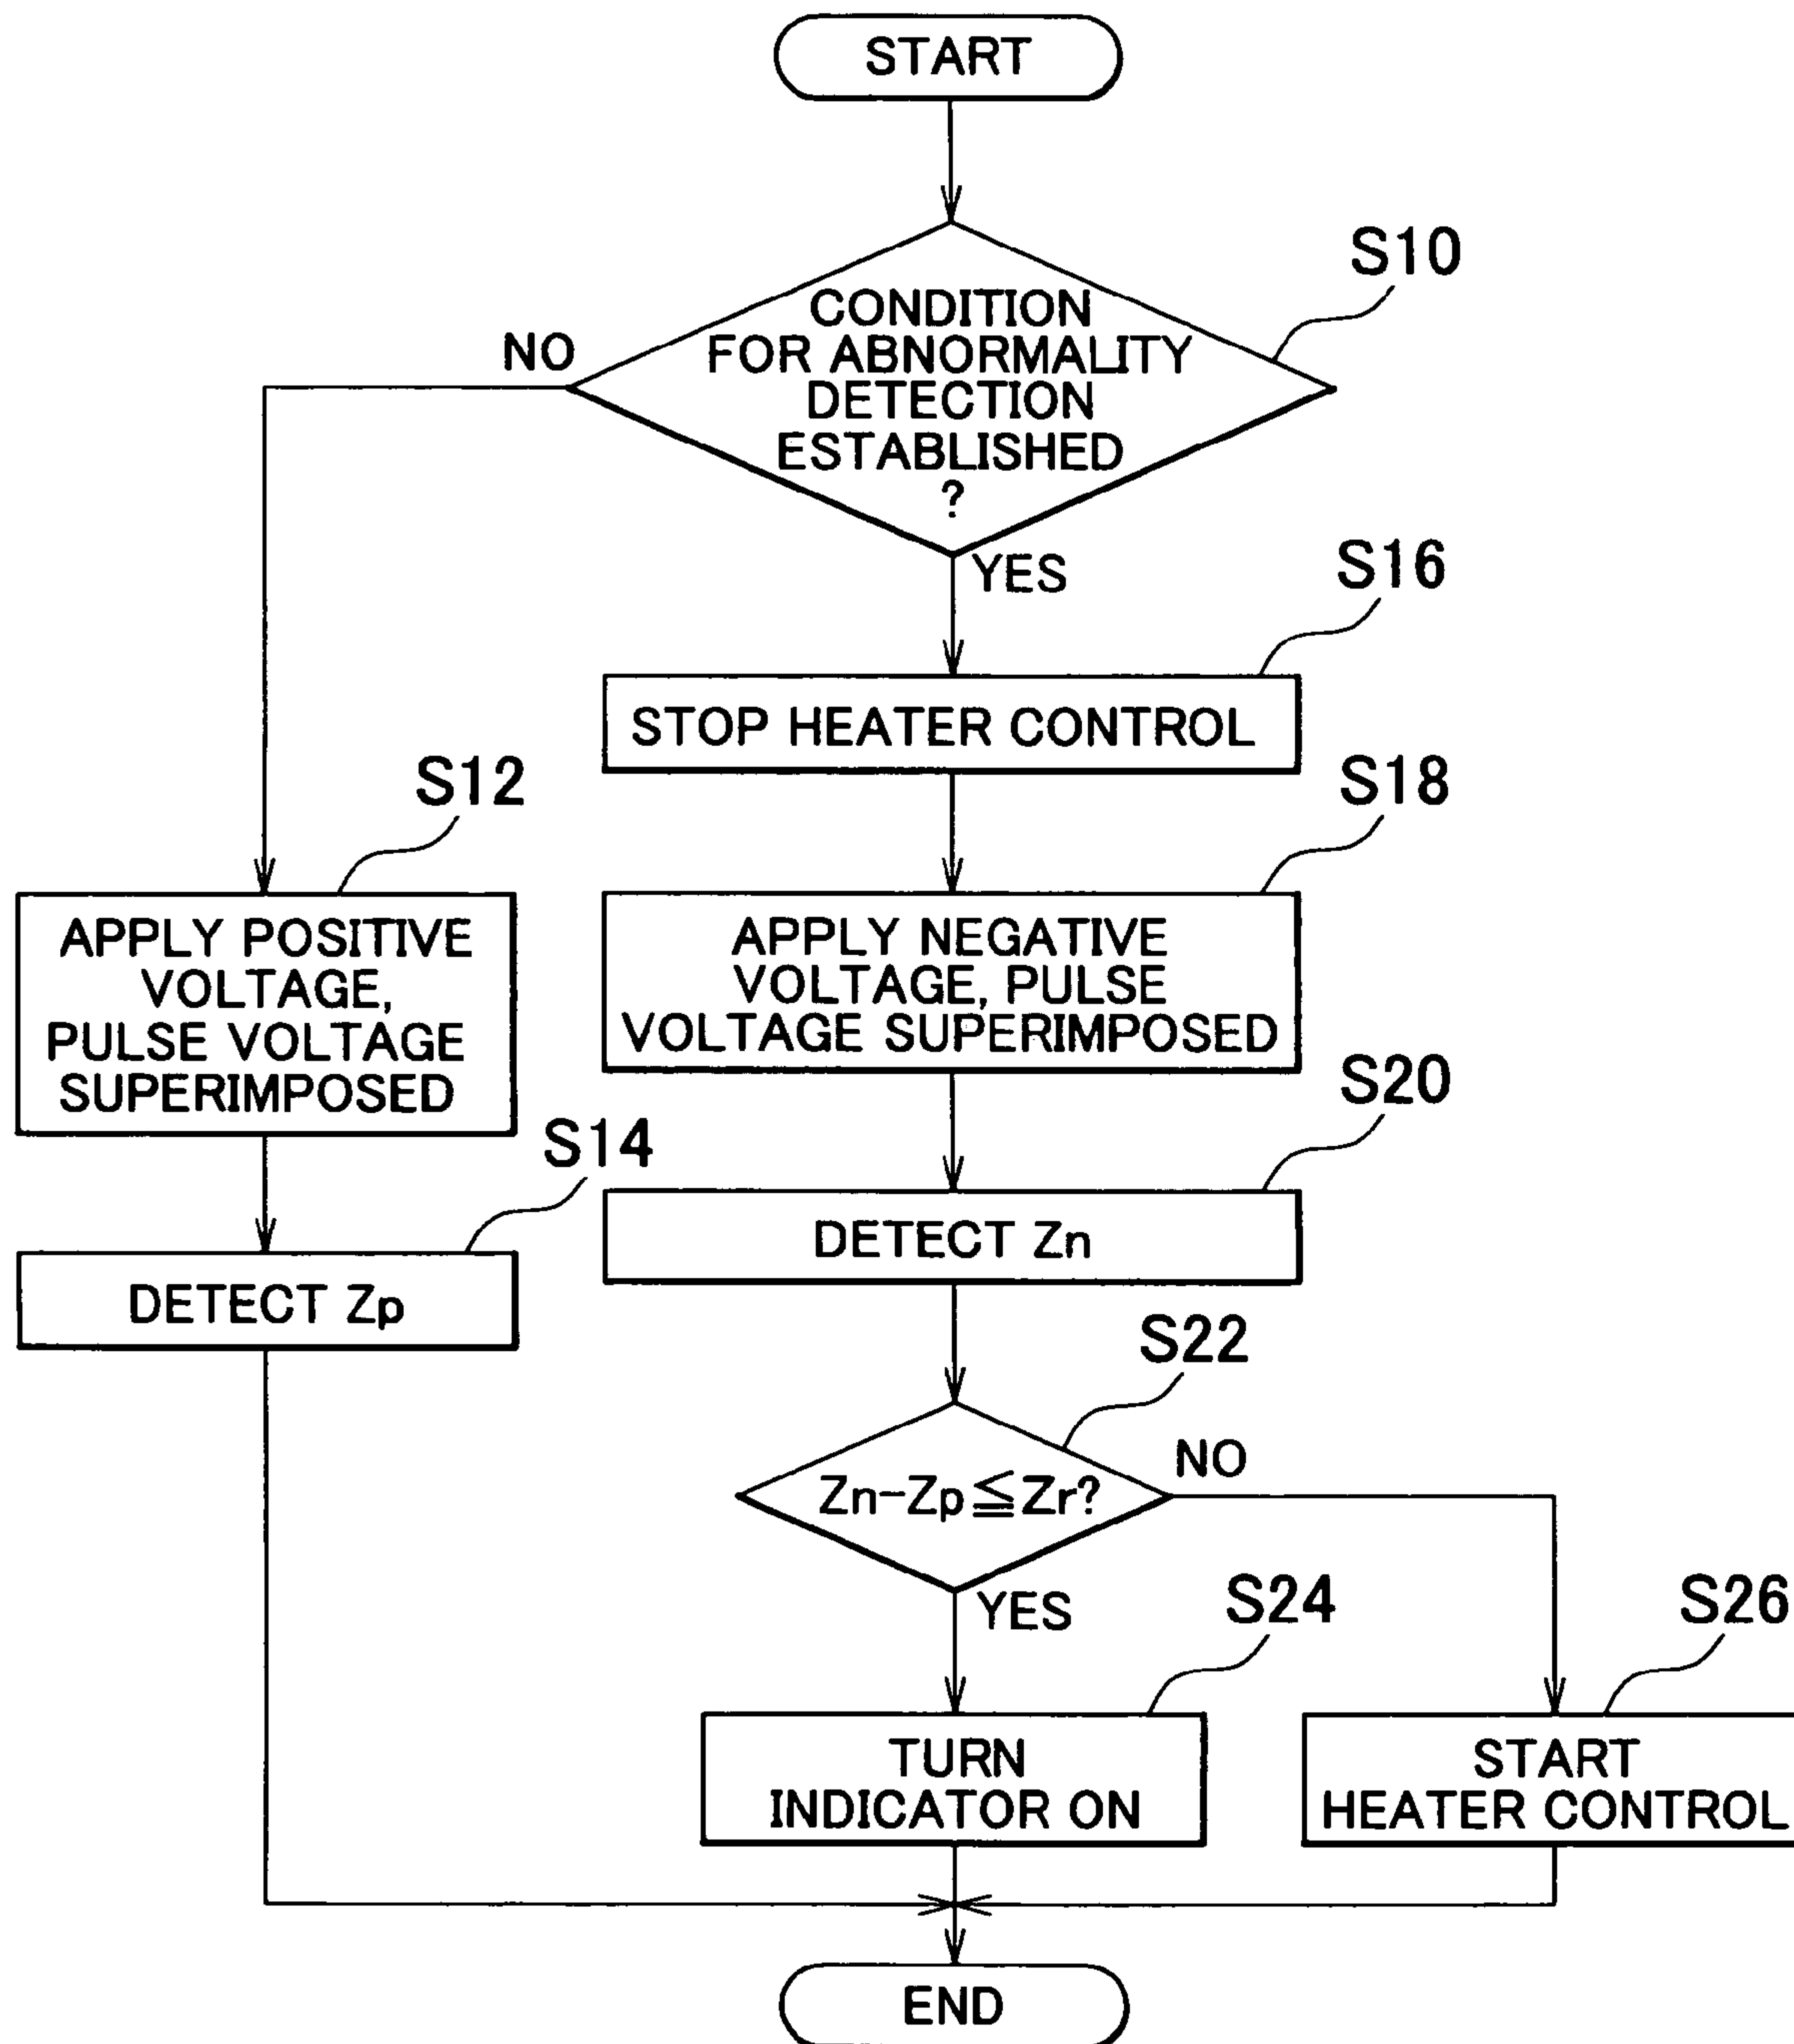 START
S10
CONDITION
FOR ABNORMALITY
DETECTION
ESTABLISHED
?
NO
YES
S16
STOP HEATER CONTROL
S12
S18
APPLY POSITIVE
VOLTAGE,
PULSE VOLTAGE
SUPERIMPOSED
APPLY NEGATIVE
VOLTAGE, PULSE
VOLTAGE SUPERIMPOSED
S14
S20
DETECT Zp
DETECT Zn
S22
Zn-Zp≦Zr?
NO
YES
S24
S26
TURN
INDICATOR ON
START
HEATER CONTROL
END